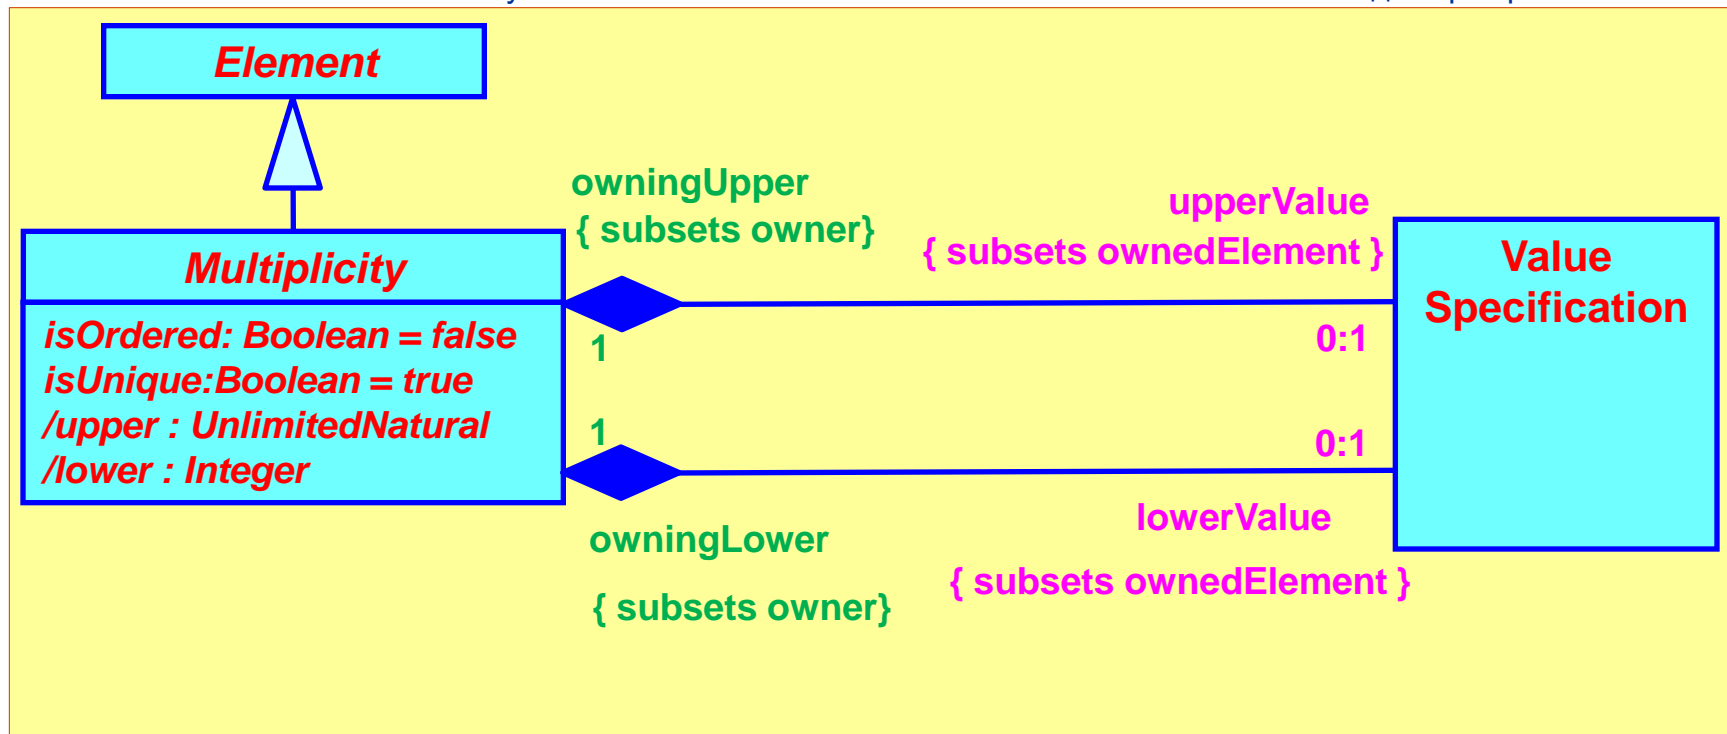 Element
owningUpper
{ subsets owner}
upperValue
{ subsets ownedElement }
Multiplicity
Value
Specification
isOrdered: Boolean = false
isUnique:Boolean = true
/upper : UnlimitedNatural
/lower : Integer
1
0:1
1
0:1
owningLower
{ subsets owner}
lowerValue
{ subsets ownedElement }